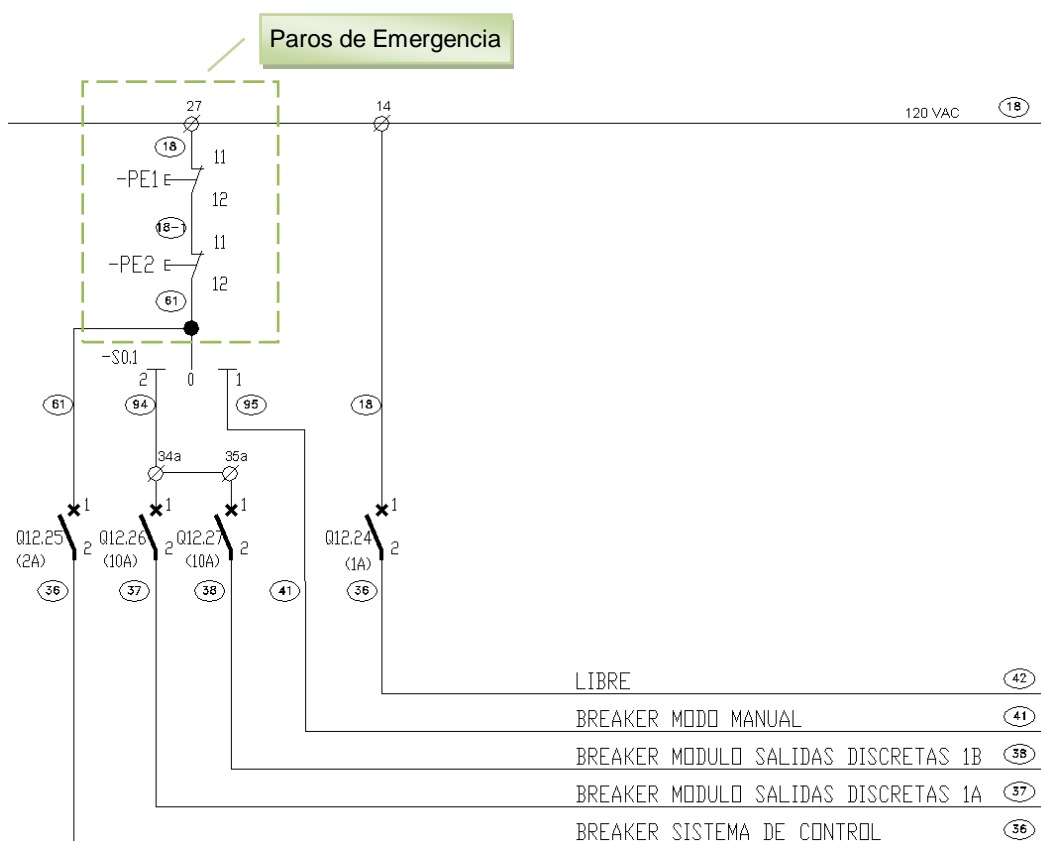 Paros de Emergencia
27
14
120 VAC
18
18
11
-PE1
12
18-1
11
-PE2
12
61
-S0.1
2
0
1
61
94
95
18
34a
35a
1
1
1
1
Q12.25
2
Q12.26
2
Q12.27
2
Q12.24
2
(2A)
(10A)
(10A)
(1A)
36
37
38
41
36
LIBRE
42
BREAKER MODO MANUAL
41
BREAKER MODULO SALIDAS DISCRETAS 1B
38
BREAKER MODULO SALIDAS DISCRETAS 1A
37
BREAKER SISTEMA DE CONTROL
36